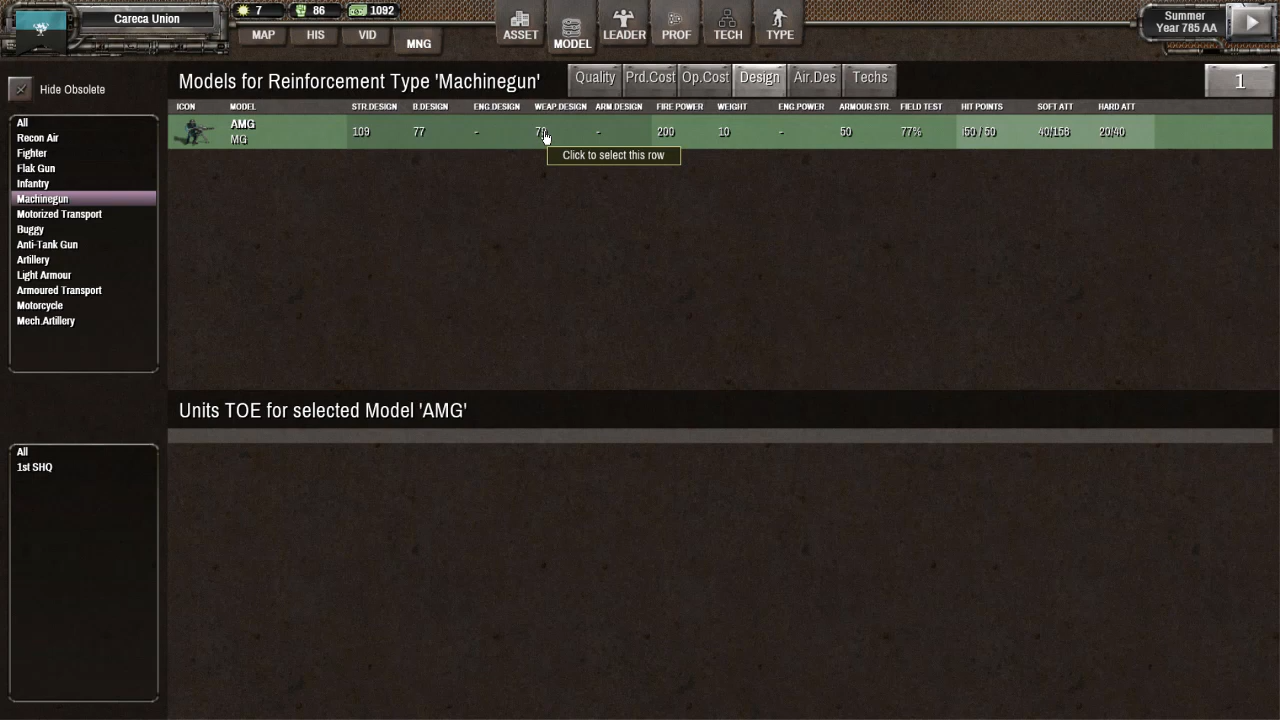 Careca Union
7
86
1092
MAP
HIS
VID
MNG
ASSET
MODEL
LEADER
PROF
TECH
TYPE
Summer
Year 785 AA
Hide Obsolete
Models for Reinforcement Type 'Machinegun'
Quality
Prd.Cost
Op.Cost
Design
Air.Des
Techs
1
ICON MODEL STR.DESIGN B.DESIGN ENG.DESIGN WEAP.DESIGN ARM.DESIGN FIRE POWER WEIGHT ENG.POWER ARMOUR.STR. FIELD TEST HIT POINTS SOFT ATT HARD ATT
AMG
MG
109 77 - - 200 10 - 50 77% 50 / 50 40/158 20/40
Click to select this row
All
Recon Air
Fighter
Flak Gun
Infantry
Machinegun
Motorized Transport
Buggy
Anti-Tank Gun
Artillery
Light Armour
Armoured Transport
Motorcycle
Mech.Artillery
Units TOE for selected Model 'AMG'
All
1st SHQ